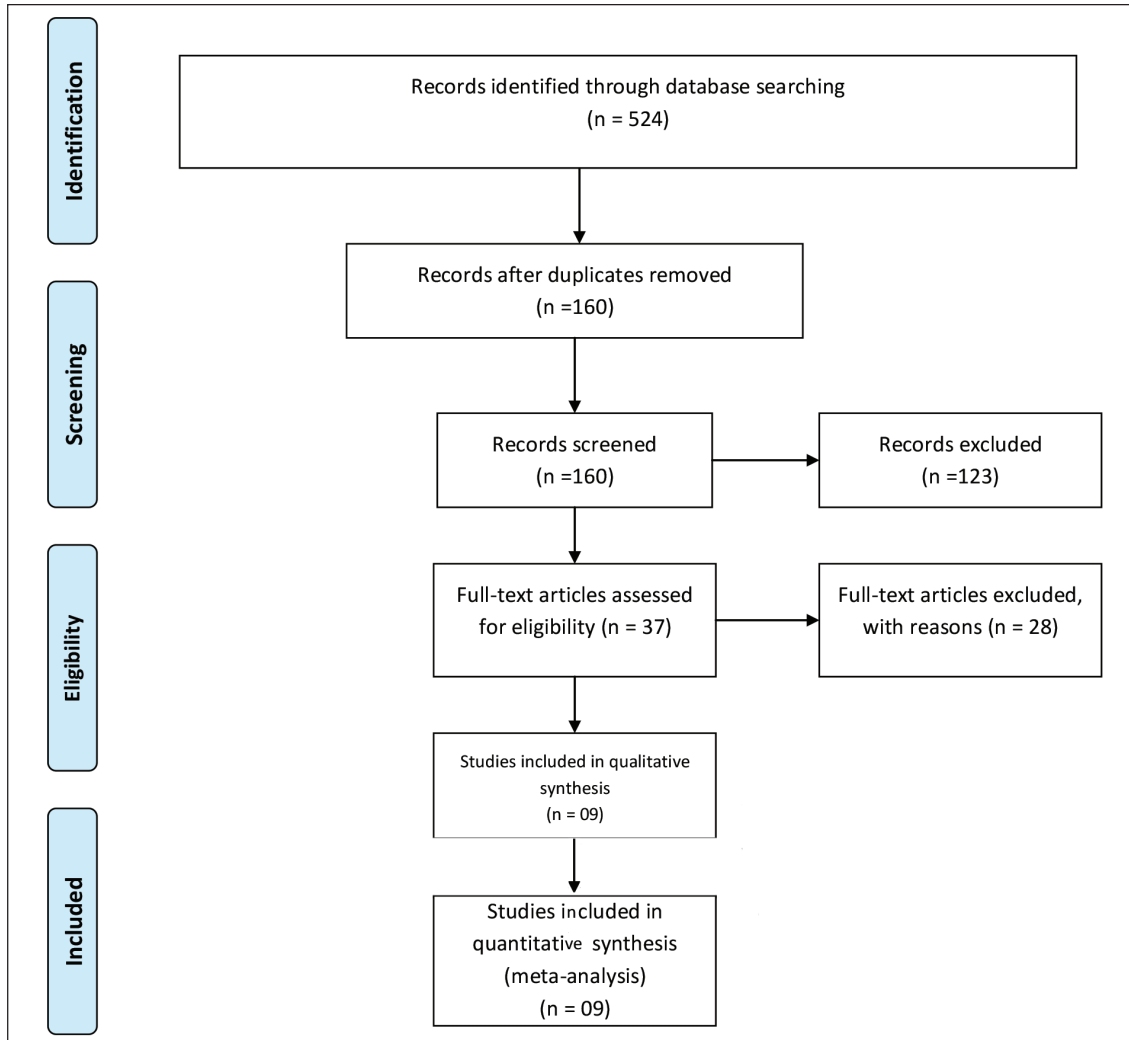 Identification
Records identified through database searching
(n = 524)
Records after duplicates removed
(n =160)
Screening
Records screened
(n =160)
Records excluded
(n =123)
Eligibility
Full-text articles assessed
for eligibility (n = 37)
Full-text articles excluded,
with reasons (n = 28)
Studies included in qualitative
synthesis
(n = 09)
Included
Studies included in
quantitative synthesis
(meta-analysis)
(n = 09)